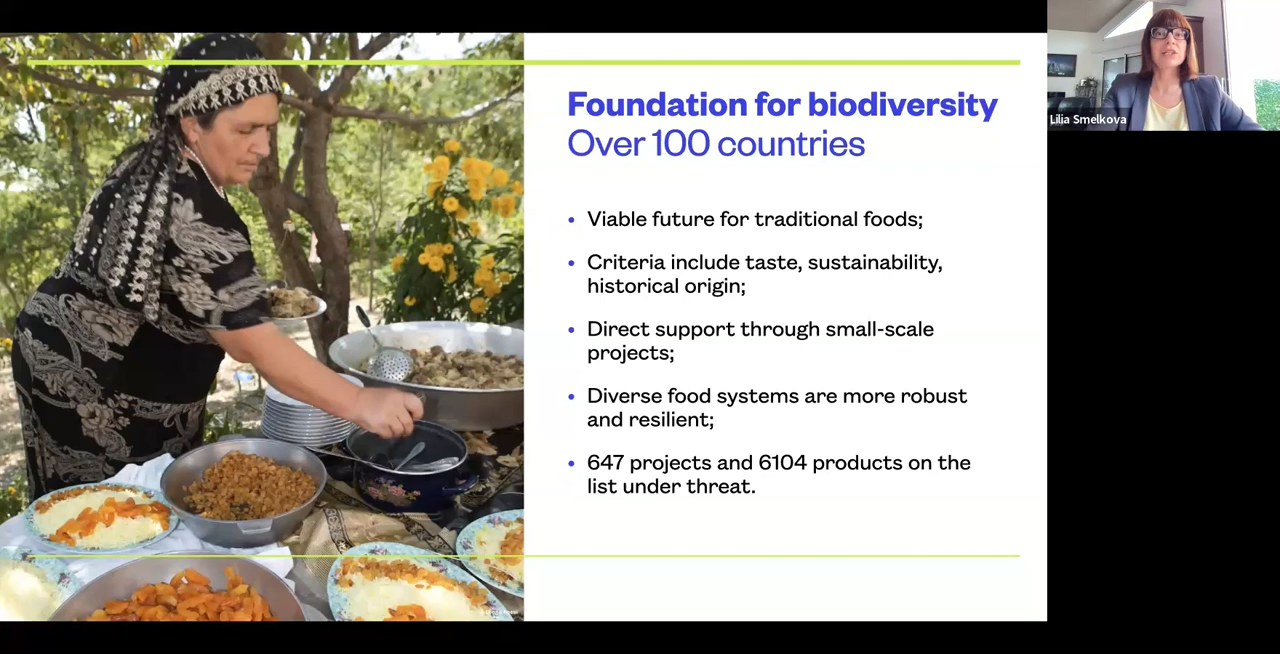 Foundation for biodiversity
Over 100 countries
• Viable future for traditional foods;
• Criteria include taste, sustainability,
historical origin;
• Direct support through small-scale
projects;
• Diverse food systems are more robust
and resilient;
• 647 projects and 6104 products on the
list under threat.
Lilia Smelkova